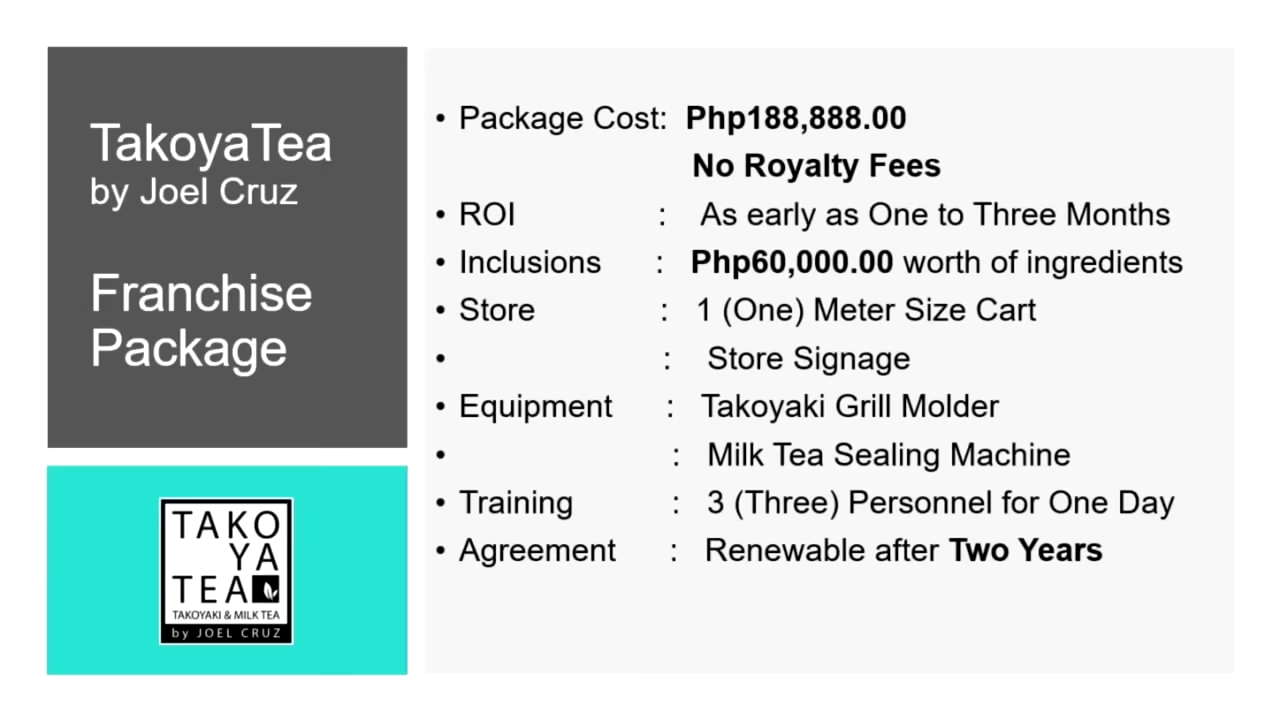 TakoyaTea
by Joel Cruz
Franchise
Package
TAKO
YA
TEA
TAKOYAKI & MILK TEA
by JOEL CRUZ
• Package Cost: Php188,888.00
No Royalty Fees
• ROI : As early as One to Three Months
• Inclusions : Php60,000.00 worth of ingredients
• Store : 1 (One) Meter Size Cart
• : Store Signage
• Equipment : Takoyaki Grill Molder
• : Milk Tea Sealing Machine
• Training : 3 (Three) Personnel for One Day
• Agreement : Renewable after Two Years